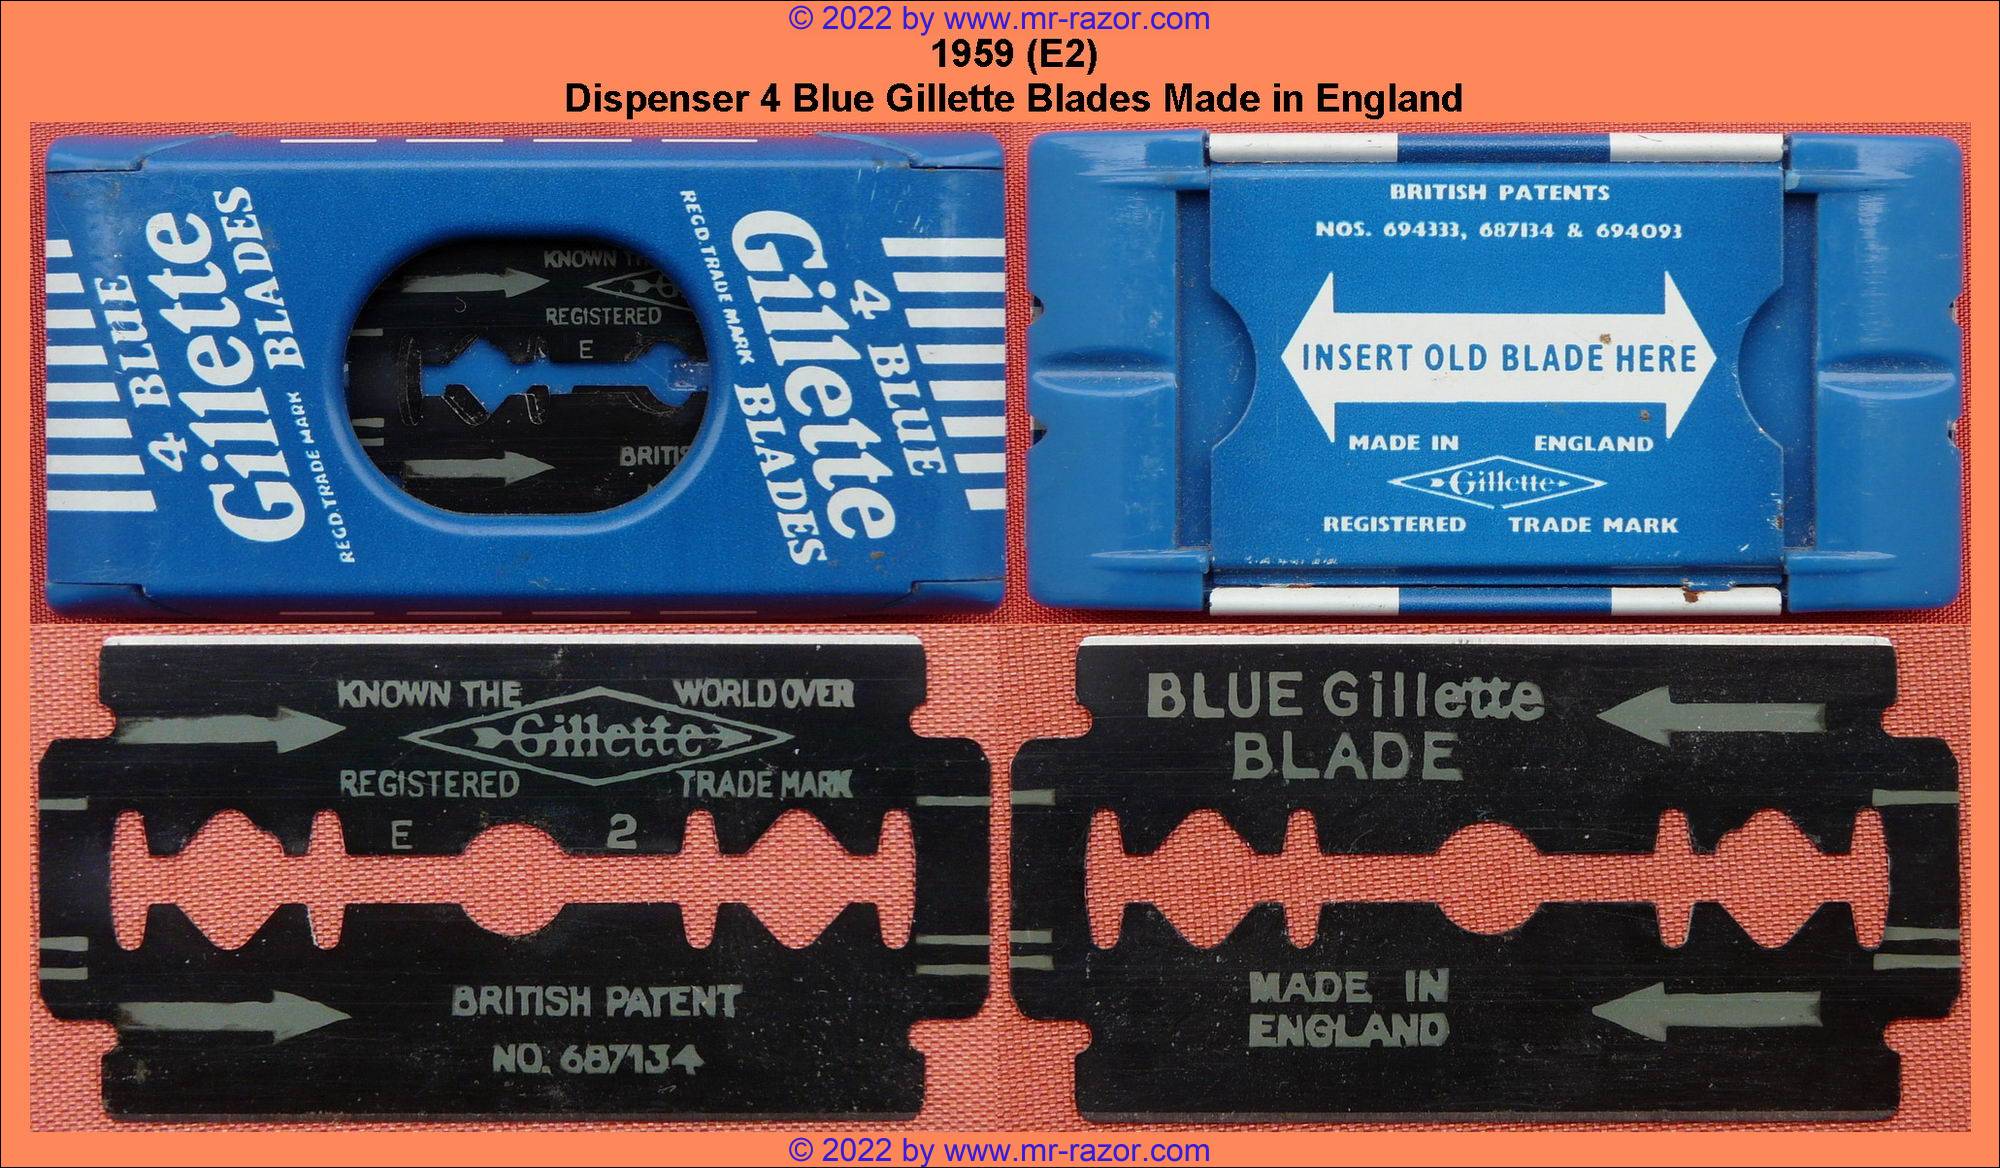 © 2022 by www.mr-razor.com
1959 (E2)
Dispenser 4 Blue Gillette Blades Made in England
4 BLUE
Gillette
BLADES
REGD. TRADE MARK
KNOWN
REGISTERED
E
REGD. TRADE MARK
4 BLUE
Gillette
BLADES
BRITISH PATENTS
NOS. 694333, 687134 & 694093
INSERT OLD BLADE HERE
MADE IN ENGLAND
Gillette
REGISTERED TRADE MARK
KNOWN THE WORLD OVER
Gillette
REGISTERED TRADE MARK
E 2
BRITISH PATENT
NO. 687134
BLUE Gillette
BLADE
MADE IN
ENGLAND
© 2022 by www.mr-razor.com